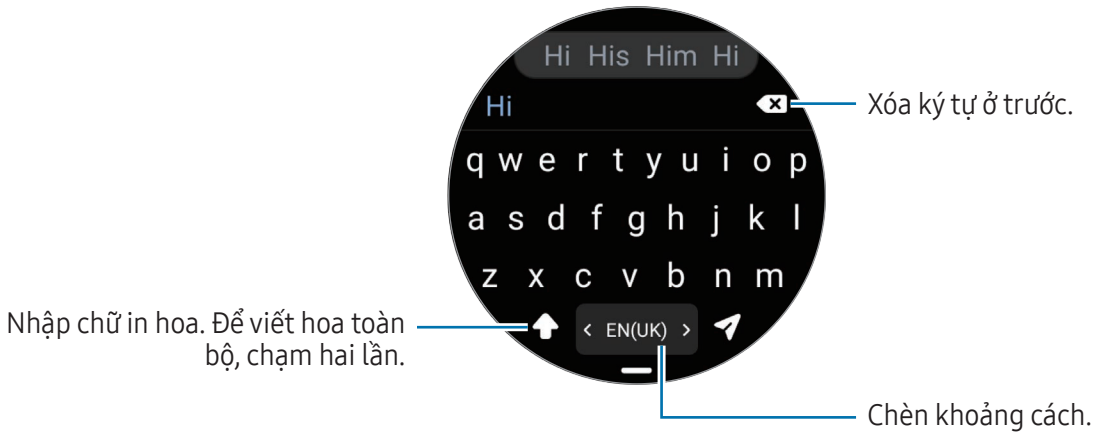 Hi His Him Hi
Hi
Xóa ký tự ở trước.
q w e r t y u i o p
a s d f g h j k l
z x c v b n m
Nhập chữ in hoa. Để viết hoa toàn
bộ, chạm hai lần.
< EN(UK) >
Chèn khoảng cách.